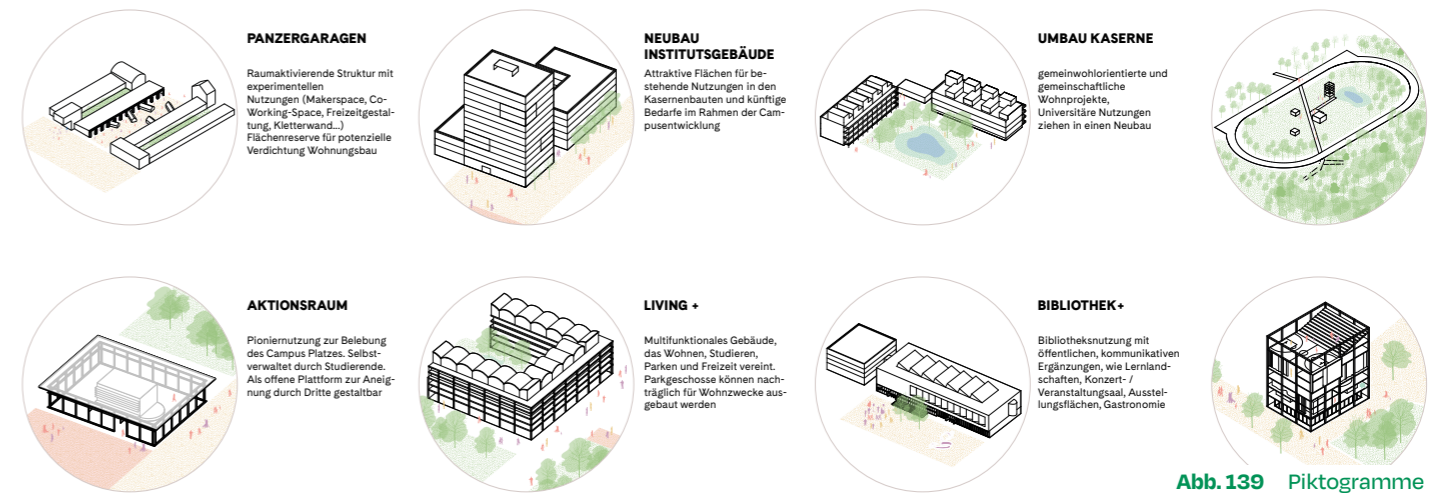 PANZERGARAGEN
Raumaktivierende Struktur mit
experimentellen
Nutzungen (Makerspace, Co-
Working-Space, Freizeitgestal-
tung, Kletterwand...)
Flächenreserve für potenzielle
Verdichtung Wohnungsbau
NEUBAU
INSTITUTSGEBÄUDE
Attraktive Flächen für be-
stehende Nutzungen in den
Kasernenbauten und künftige
Bedarfe im Rahmen der Cam-
pusentwicklung
UMBAU KASERNE
gemeinwohlorientierte und
gemeinschaftliche
Wohnprojekte,
Universitäre Nutzungen
ziehen in einen Neubau
AKTIONSRAUM
Pioniernutzung zur Belebung
des Campus Platzes. Selbst-
verwaltet durch Studierende.
Als offene Plattform zur Aneig-
nung durch Dritte gestaltbar
LIVING +
Multifunktionales Gebäude,
das Wohnen, Studieren,
Parken und Freizeit vereint.
Parkgeschosse können nach-
träglich für Wohnzwecke aus-
gebaut werden
BIBLIOTHEK+
Bibliotheksnutzung mit
öffentlichen, kommunikativen
Ergänzungen, wie Lernland-
schaften, Konzert- /
Veranstaltungsaal, Ausstel-
lungsflächen, Gastronomie
Abb. 139 Piktogramme